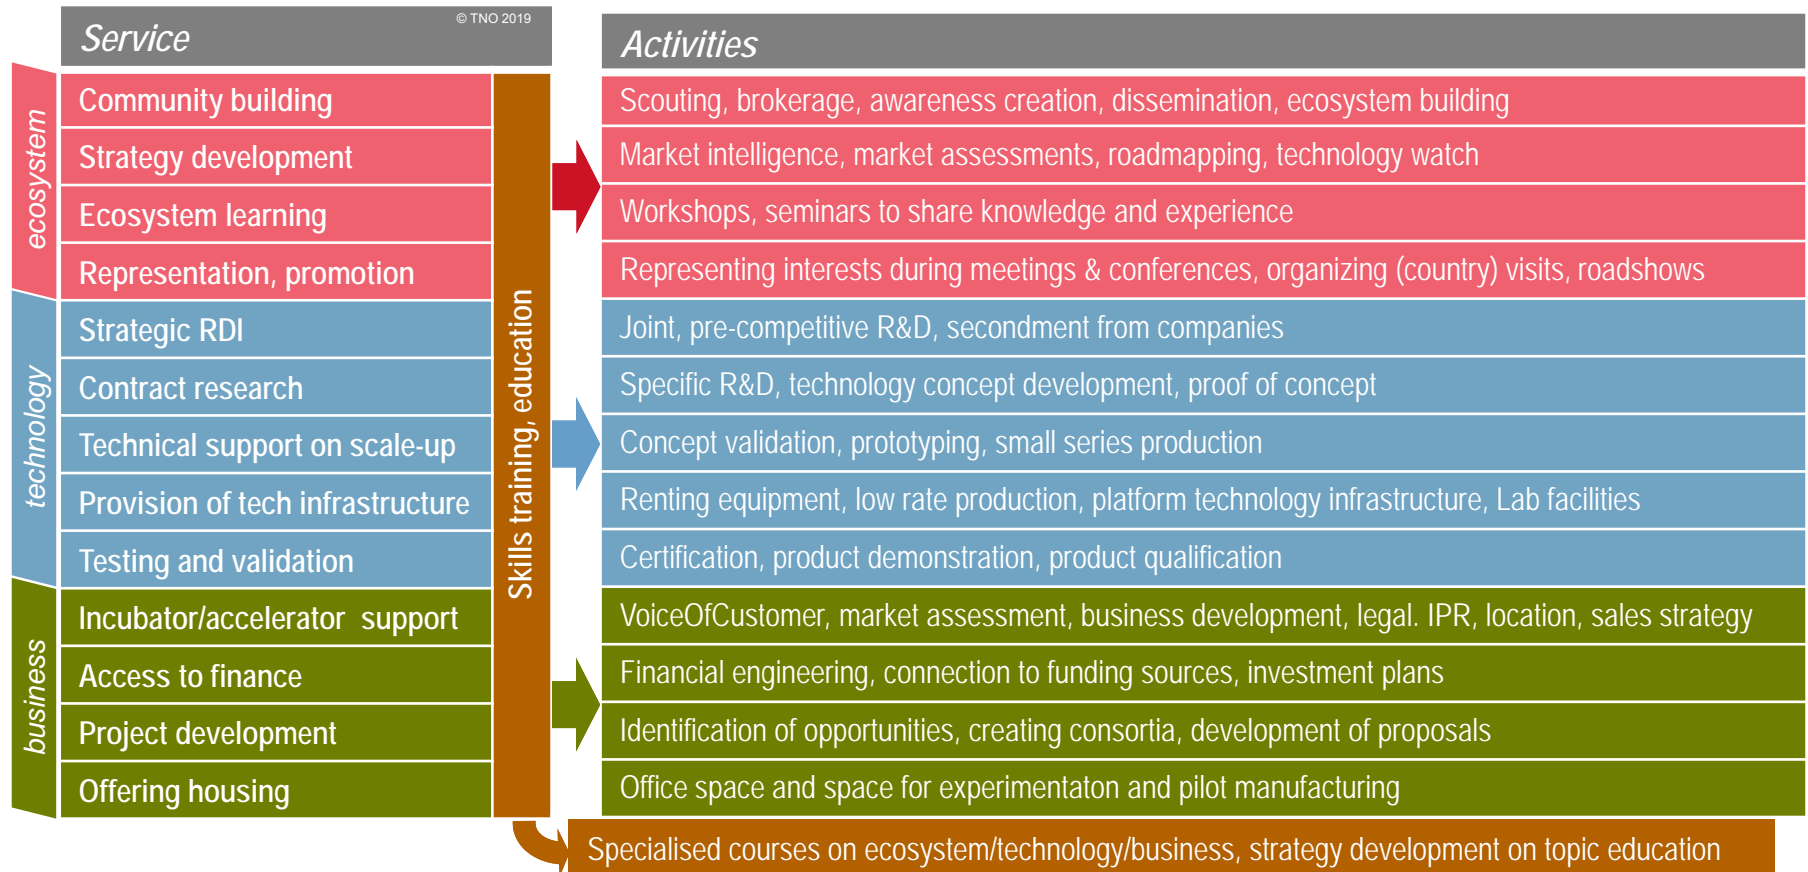 Service
© TNO 2019
Activities
ecosystem
Community building
Scouting, brokerage, awareness creation, dissemination, ecosystem building
Strategy development
Market intelligence, market assessments, roadmapping, technology watch
Ecosystem learning
Workshops, seminars to share knowledge and experience
Representation, promotion
Representing interests during meetings & conferences, organizing (country) visits, roadshows
technology
Strategic RDI
Joint, pre-competitive R&D, secondment from companies
Contract research
Specific R&D, technology concept development, proof of concept
Technical support on scale-up
Concept validation, prototyping, small series production
Provision of tech infrastructure
Renting equipment, low rate production, platform technology infrastructure, Lab facilities
Testing and validation
Certification, product demonstration, product qualification
business
Incubator/accelerator support
VoiceOfCustomer, market assessment, business development, legal. IPR, location, sales strategy
Access to finance
Financial engineering, connection to funding sources, investment plans
Project development
Identification of opportunities, creating consortia, development of proposals
Offering housing
Office space and space for experimentaton and pilot manufacturing
Skills training, education
Specialised courses on ecosystem/technology/business, strategy development on topic education